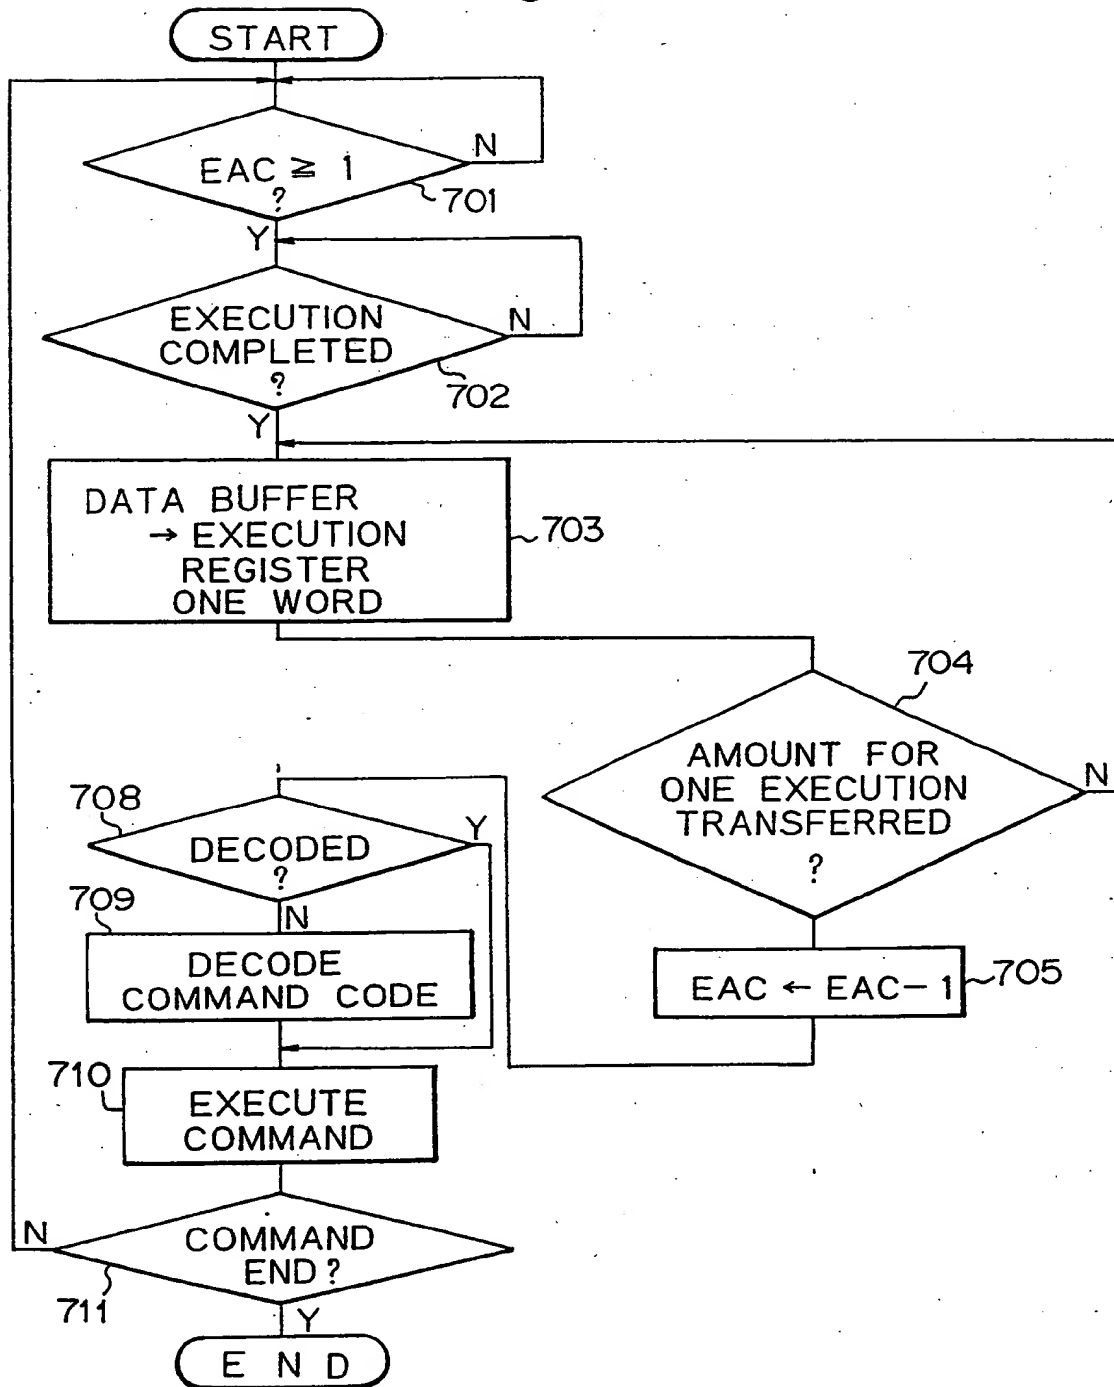 START
EAC ≧ 1
?
N
701
Y
EXECUTION
COMPLETED
?
N
702
Y
DATA BUFFER
→ EXECUTION
REGISTER
ONE WORD
703
704
AMOUNT FOR
ONE EXECUTION
TRANSFERRED
?
N
705
EAC ← EAC-1
708
DECODED
?
Y
N
709
DECODE
COMMAND CODE
710
EXECUTE
COMMAND
N
COMMAND
END?
711
Y
END